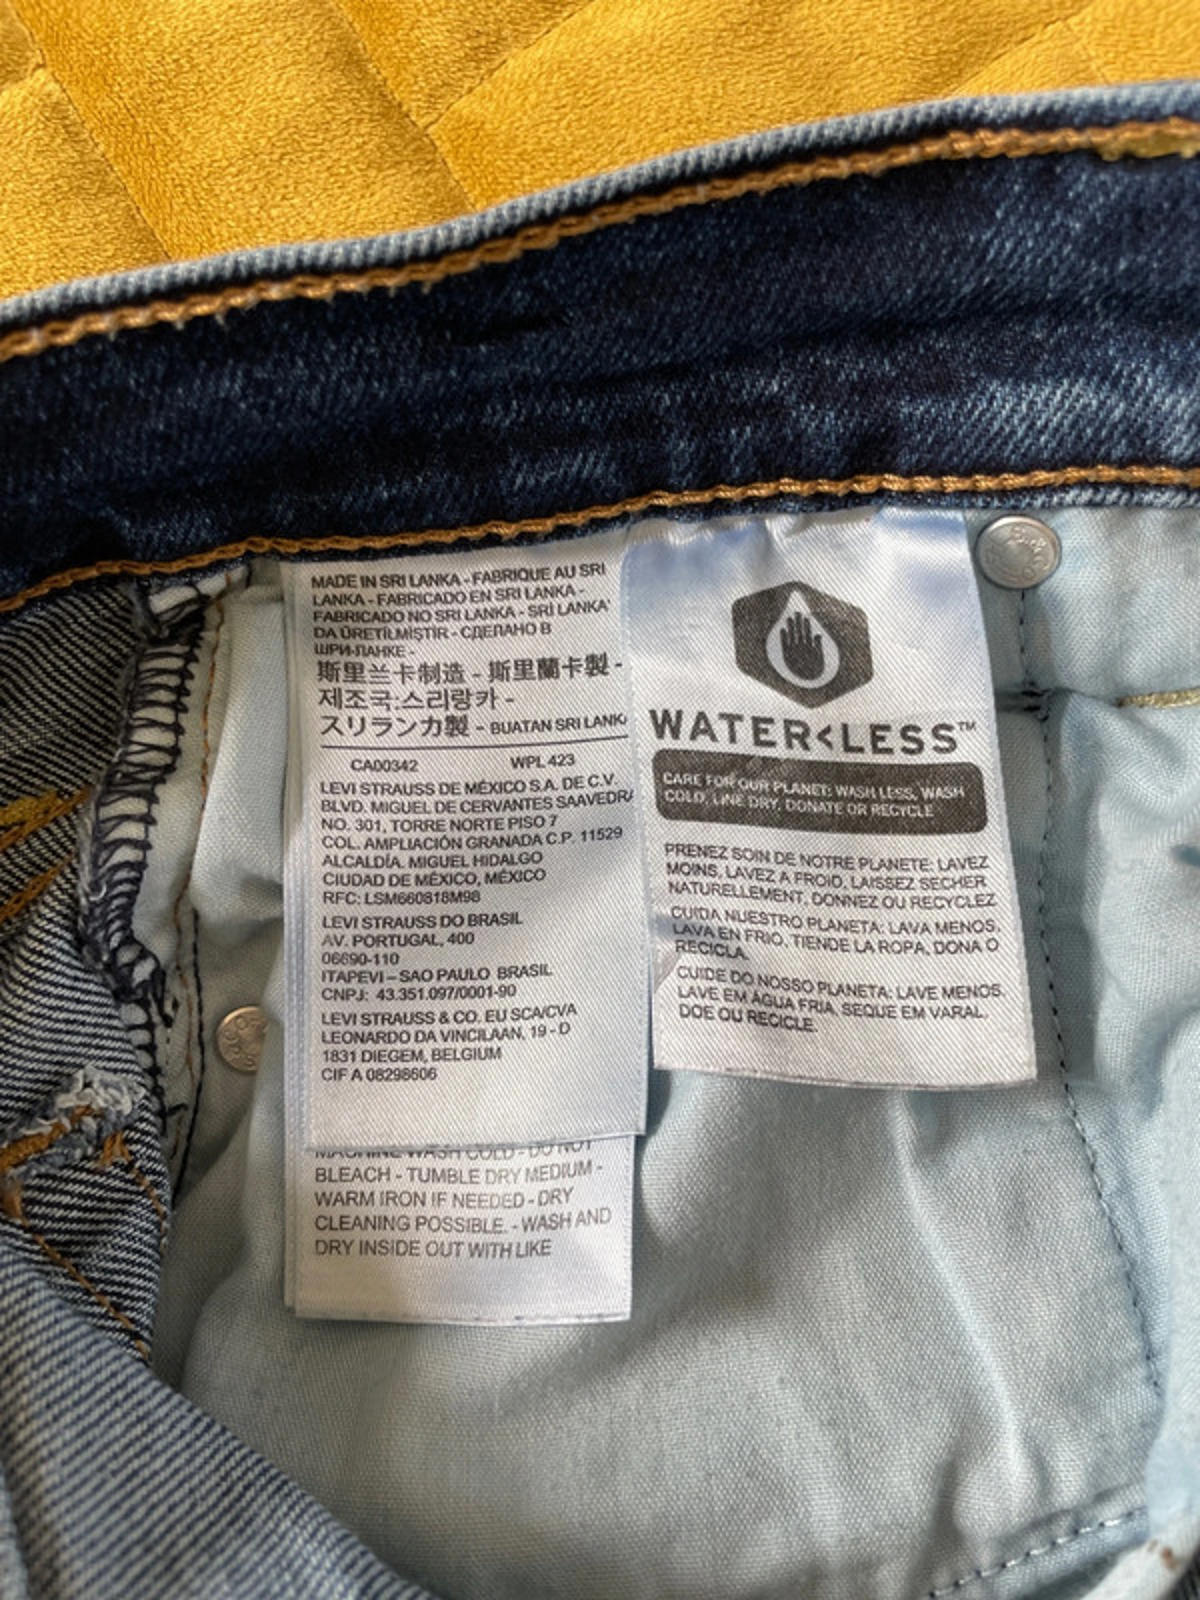 MADE IN SRI LANKA - FABRIQUE AU SRI
LANKA - FABRICADO EN SRI LANKA -
FABRICADO NO SRI LANKA - SRİ LANKA'
DA ÜRETİLMİŞTİR - СДЕЛАНО В
ШРИ-ЛАНКЕ -
斯里兰卡制造 - 斯里蘭卡製 -
제조국:스리랑카 -
スリランカ製 - BUATAN SRI LANK
CA00342 WPL 423
LEVI STRAUSS DE MÉXICO S.A. DE C.V.
BLVD. MIGUEL DE CERVANTES SAAVEDRA
NO. 301, TORRE NORTE PISO 7
COL. AMPLIACIÓN GRANADA C.P. 11529
ALCALDÍA. MIGUEL HIDALGO
CIUDAD DE MÉXICO, MÉXICO
RFC: LSM660818M98
LEVI STRAUSS DO BRASIL
AV. PORTUGAL, 400
06690-110
ITAPEVI – SAO PAULO BRASIL
CNPJ: 43.351.097/0001-90
LEVI STRAUSS & CO. EU SCA/CVA
LEONARDO DA VINCILAAN, 19 - D
1831 DIEGEM, BELGIUM
CIF A 08298606
MACHINE WASH COLD - DO NOT
BLEACH - TUMBLE DRY MEDIUM -
WARM IRON IF NEEDED - DRY
CLEANING POSSIBLE. - WASH AND
DRY INSIDE OUT WITH LIKE
WATER<LESS™
CARE FOR OUR PLANET: WASH LESS, WASH
COLD, LINE DRY, DONATE OR RECYCLE
PRENEZ SOIN DE NOTRE PLANETE: LAVEZ
MOINS, LAVEZ A FROID, LAISSEZ SECHER
NATURELLEMENT, DONNEZ OU RECYCLEZ
CUIDA NUESTRO PLANETA: LAVA MENOS,
LAVA EN FRIO, TIENDE LA ROPA, DONA O
RECICLA.
CUIDE DO NOSSO PLANETA: LAVE MENOS,
LAVE EM ÁGUA FRIA, SEQUE EM VARAL,
DOE OU RECICLE.